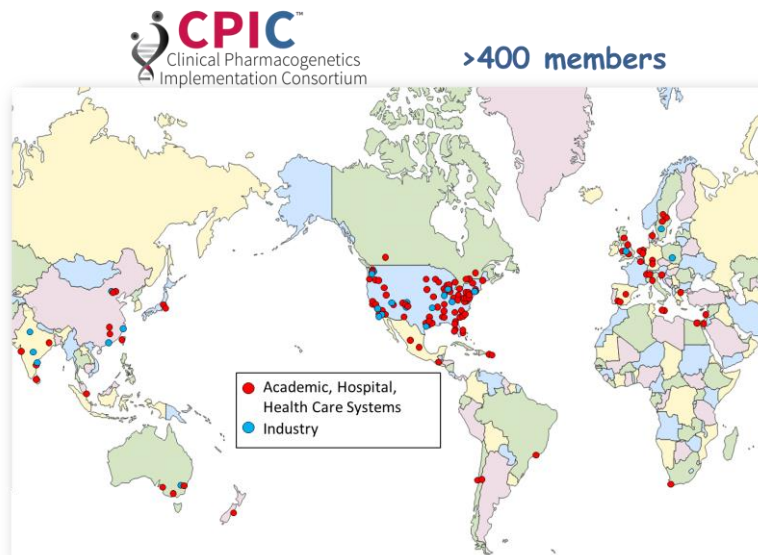 CPIC™
Clinical Pharmacogenetics
Implementation Consortium
>400 members
Academic, Hospital,
Health Care Systems
Industry